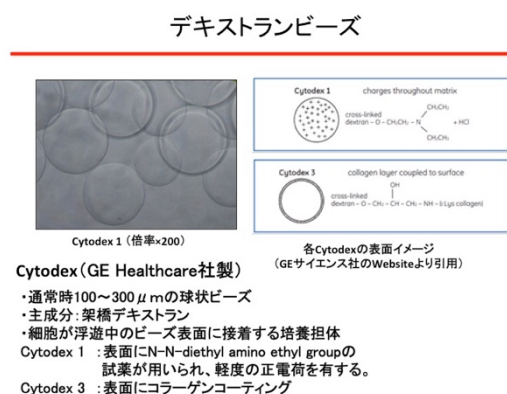 デキストランビーズ
Cytodex 1
charges throughout matrix
CH₂CH₂
cross-linked
dextran – O – CH₂CH₂ – N
+ HCl
CH₂CH₂
Cytodex 3
collagen layer coupled to surface
OH
cross-linked
dextran – O – CH₂ – CH – CH₂ – NH – (Lys collagen)
Cytodex 1 (倍率×200)
各Cytodexの表面イメージ
(GEサイエンス社のWebsiteより引用)
Cytodex(GE Healthcare社製)
・通常時100~300μmの球状ビーズ
・主成分:架橋デキストラン
・細胞が浮遊中のビーズ表面に接着する培養担体
Cytodex 1 :表面にN-N-diethyl amino ethyl groupの
試薬が用いられ、軽度の正電荷を有する。
Cytodex 3 :表面にコラーゲンコーティング